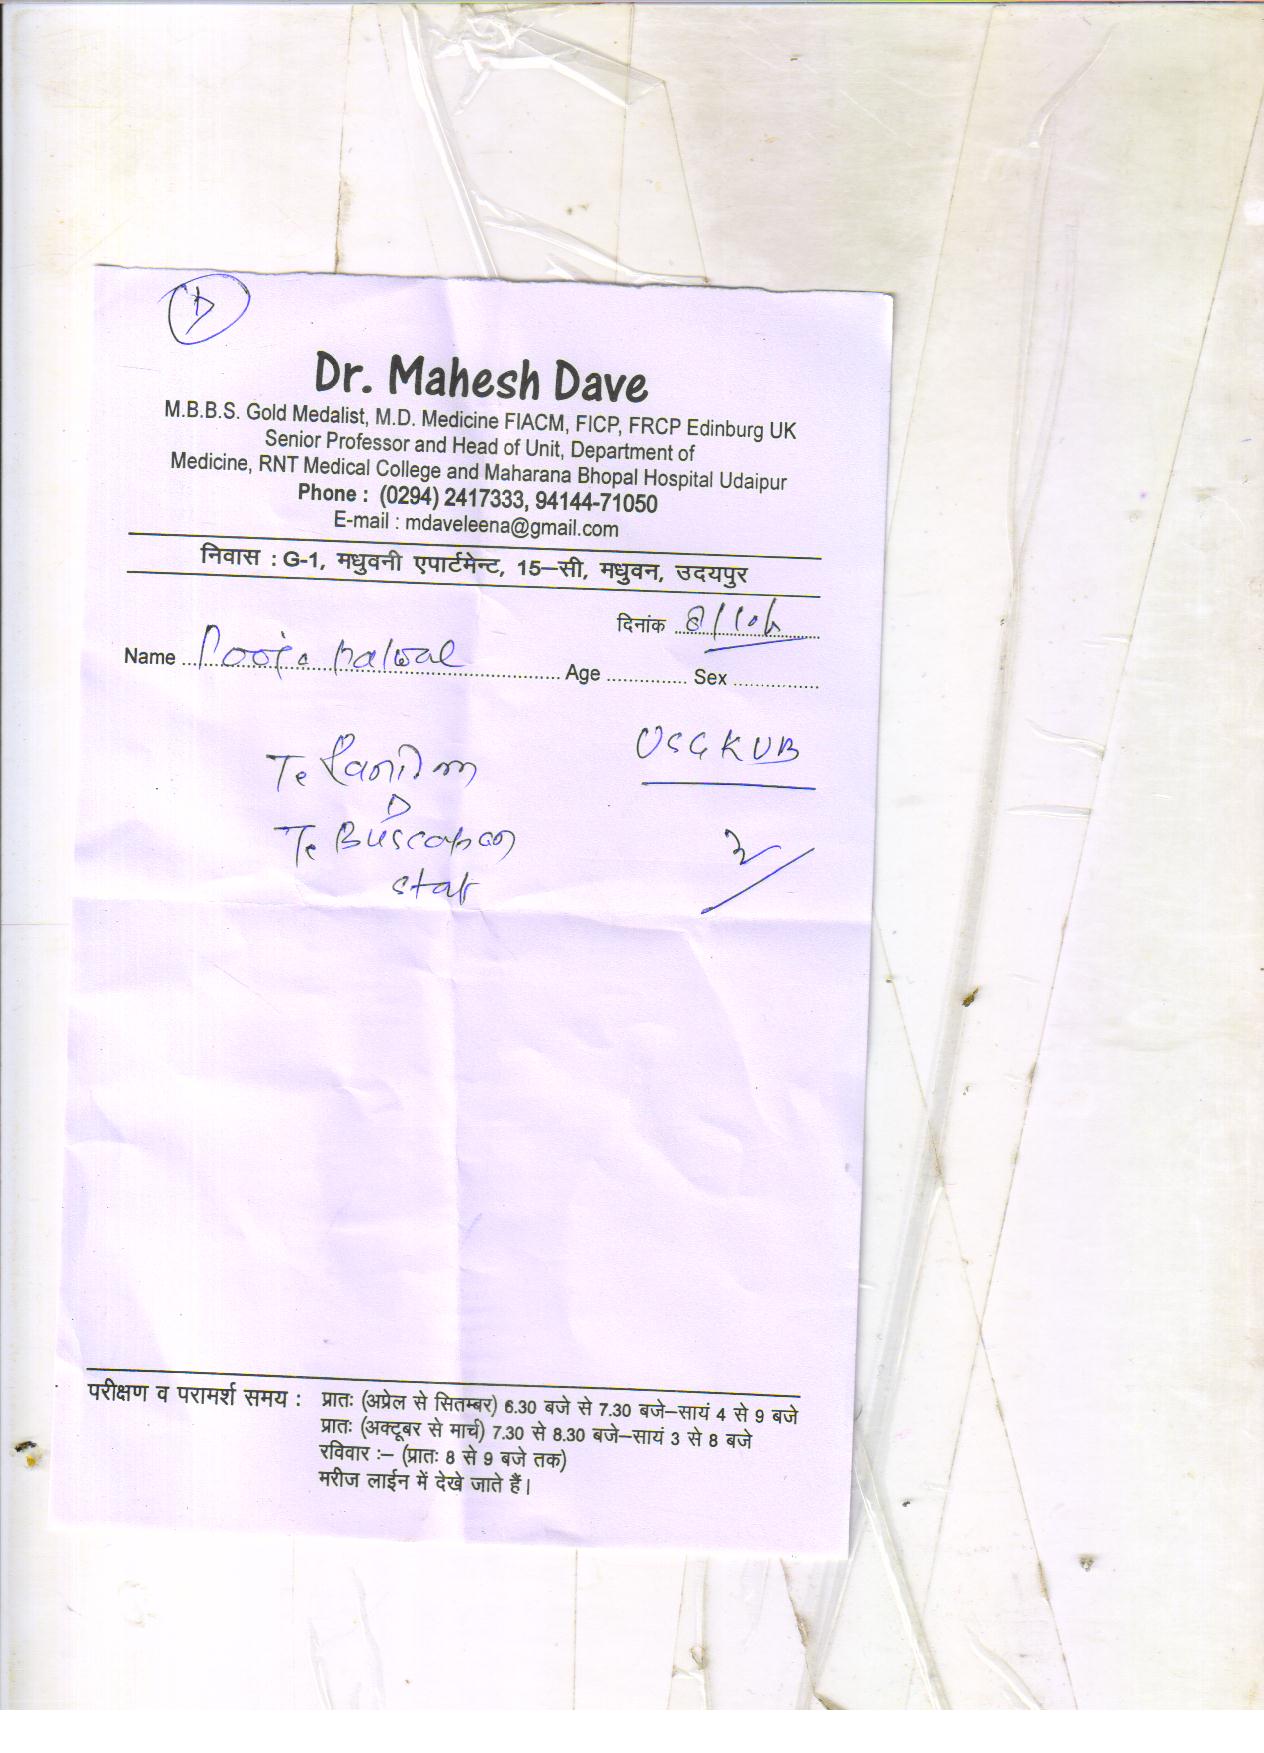 Dr. Mahesh Dave
M.B.B.S. Gold Medalist, M.D. Medicine FIACM, FICP, FRCP Edinburg UK
Senior Professor and Head of Unit, Department of
Medicine, RNT Medical College and Maharana Bhopal Hospital Udaipur
Phone : (0294) 2417333, 94144-71050
E-mail : mdaveleena@gmail.com
निवास : G-1, मधुवनी एपार्टमेन्ट, 15–सी, मधुवन, उदयपुर
दिनांक
Name Pooja Age Sex
USG KUB
Buscopan
stat
परीक्षण व परामर्श समय : प्रातः (अप्रेल से सितम्बर) 6.30 बजे से 7.30 बजे–सायं 4 से 9 बजे
प्रातः (अक्टूबर से मार्च) 7.30 से 8.30 बजे–सायं 3 से 8 बजे
रविवार :– (प्रातः 8 से 9 बजे तक)
मरीज लाईन में देखे जाते हैं।